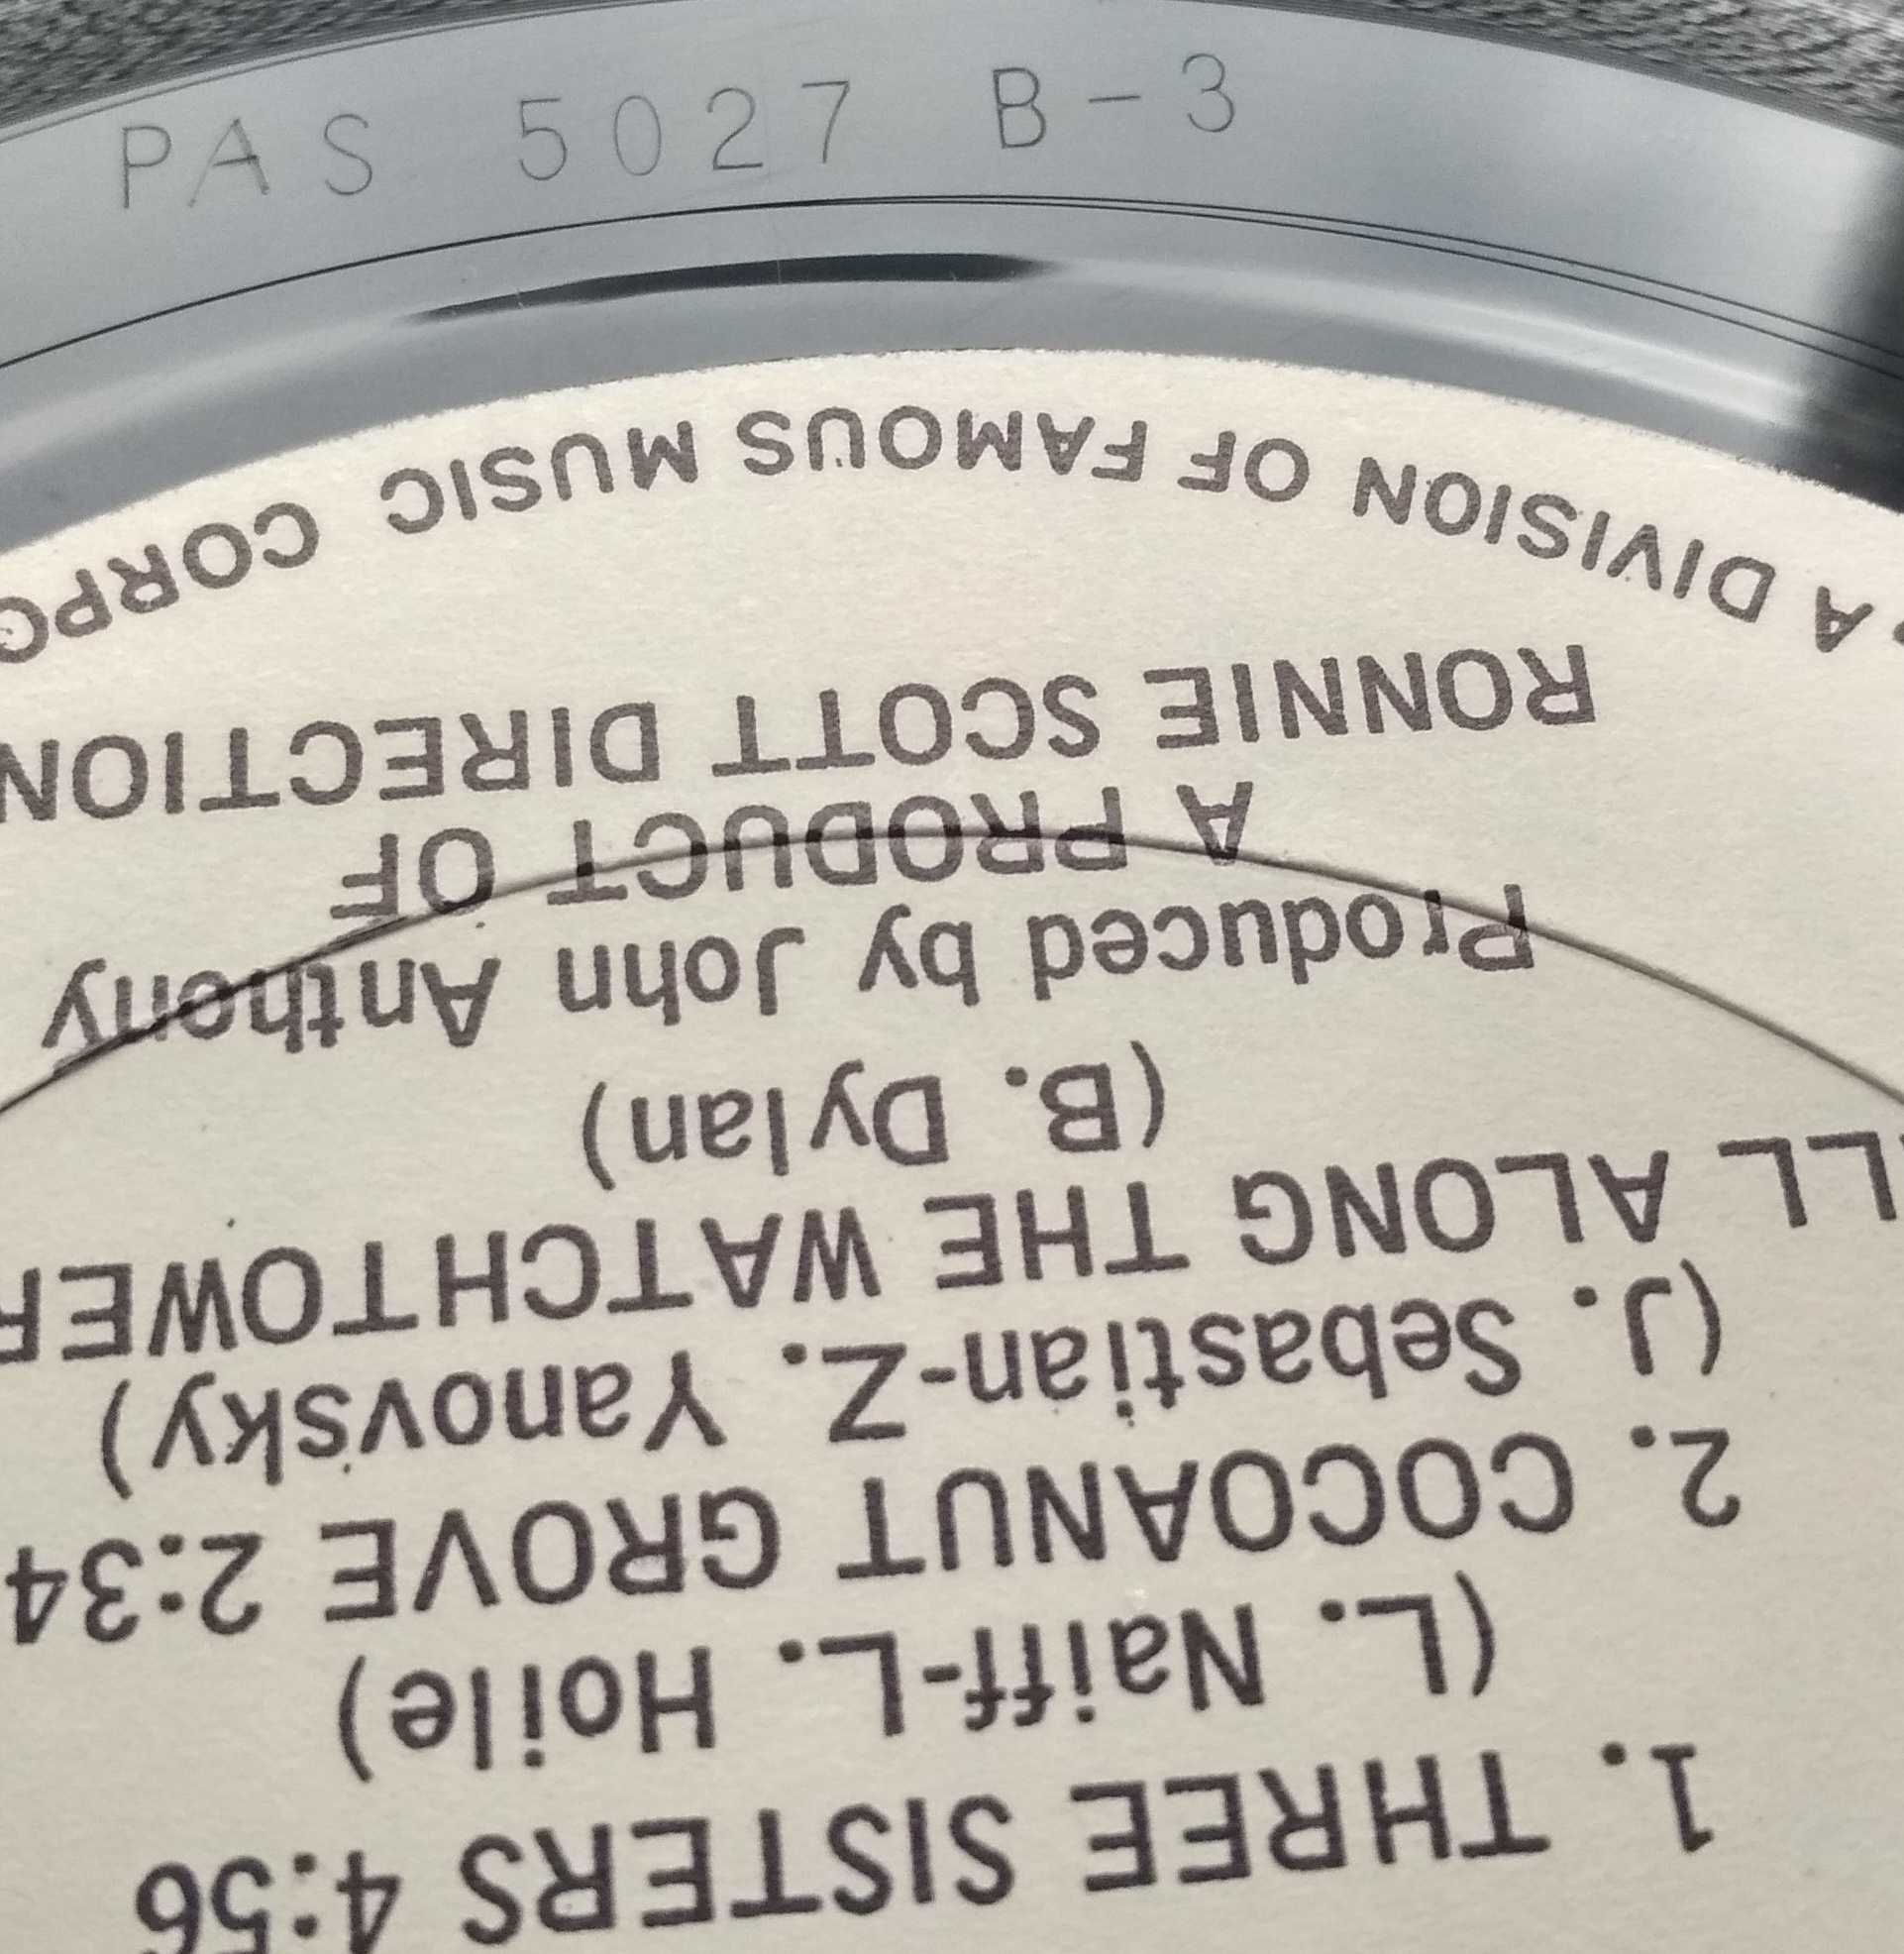 PAS 5027 B-3
1. THREE SISTERS 4:56
(L. Naiff-L. Hoile)
2. COCOANUT GROVE 2:34
(J. Sebastian-Z. Yanovsky)
LL ALONG THE WATCHTOWER
(B. Dylan)
Produced by John Anthony
A PRODUCT OF
RONNIE SCOTT DIRECTION
A DIVISION OF FAMOUS MUSIC CORPO